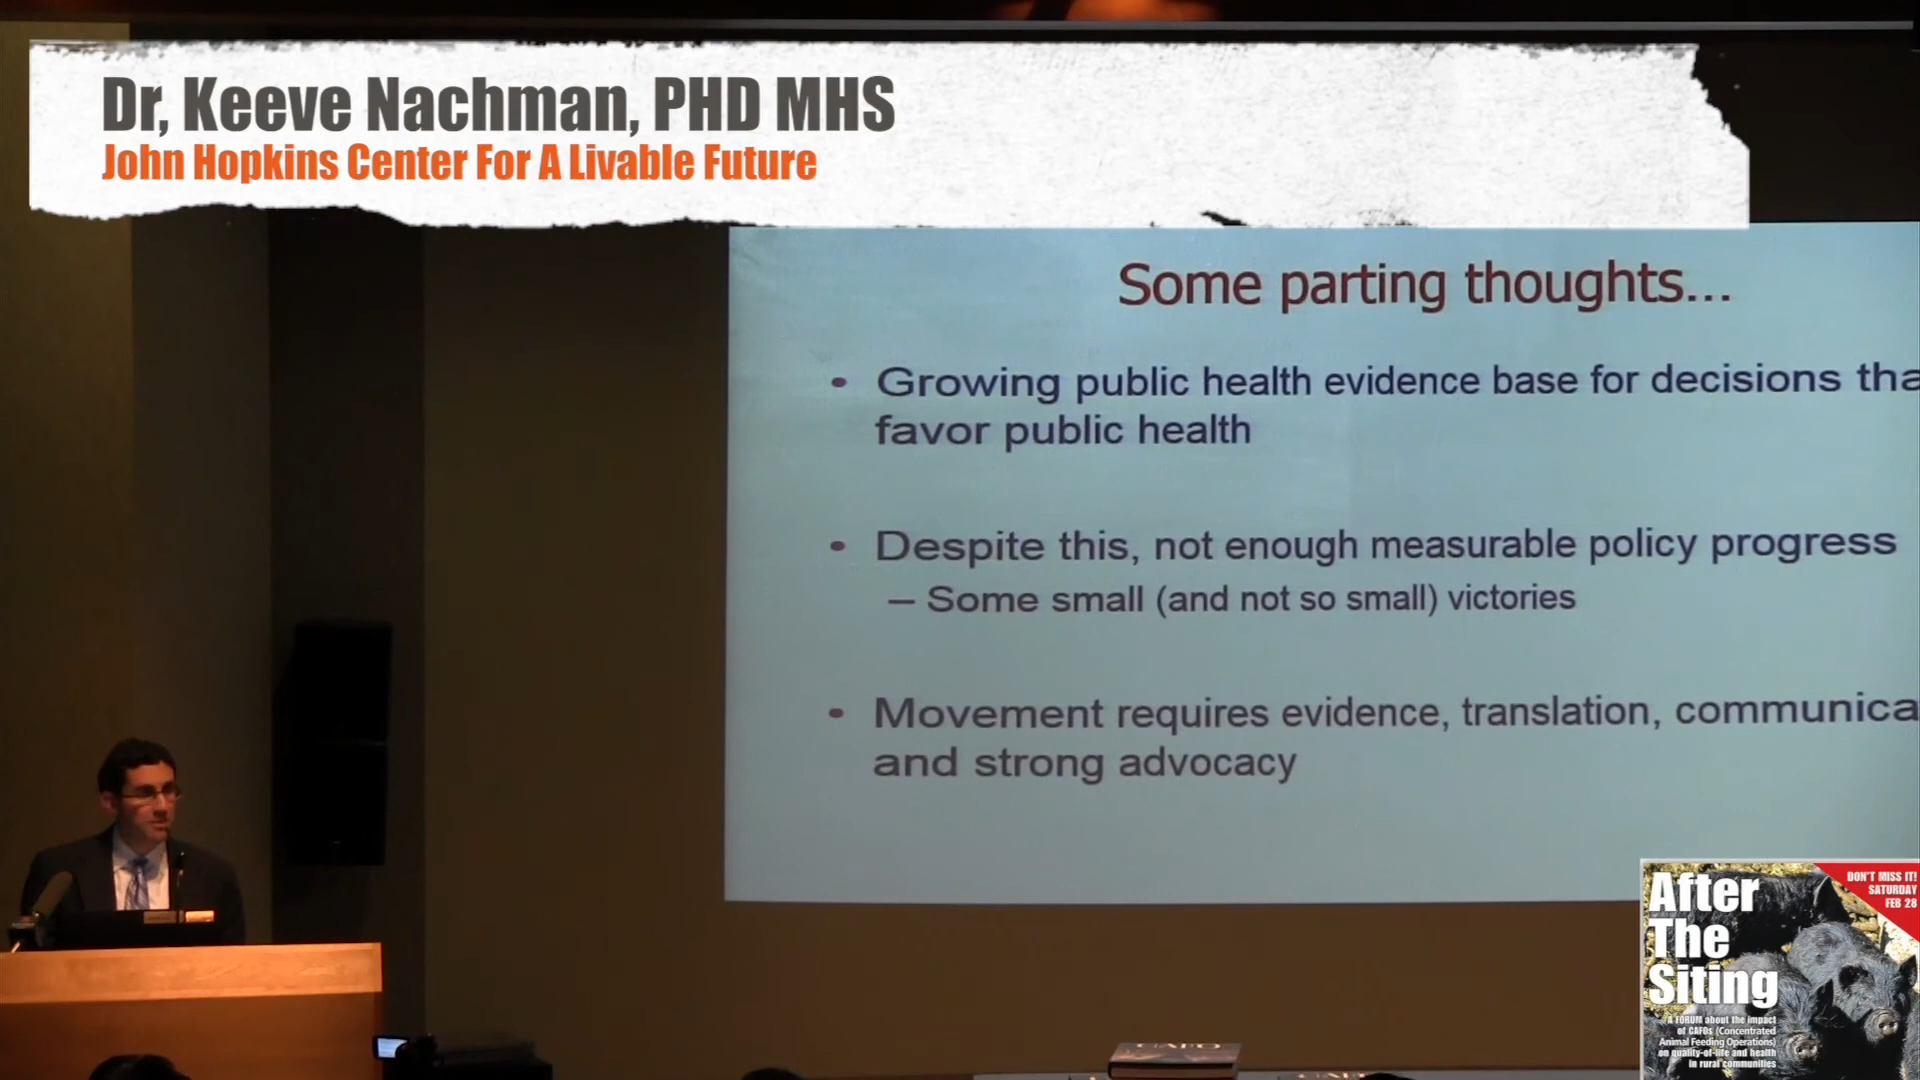 Dr, Keeve Nachman, PHD MHS
John Hopkins Center For A Livable Future
Some parting thoughts...
• Growing public health evidence base for decisions tha
favor public health
• Despite this, not enough measurable policy progress
– Some small (and not so small) victories
• Movement requires evidence, translation, communica
and strong advocacy
After
The
Siting
DON'T MISS IT!
SATURDAY
FEB 28
A FORUM about the impact
of CAFOs (Concentrated
Animal Feeding Operations)
on quality-of-life and health
in rural communities
CAFO